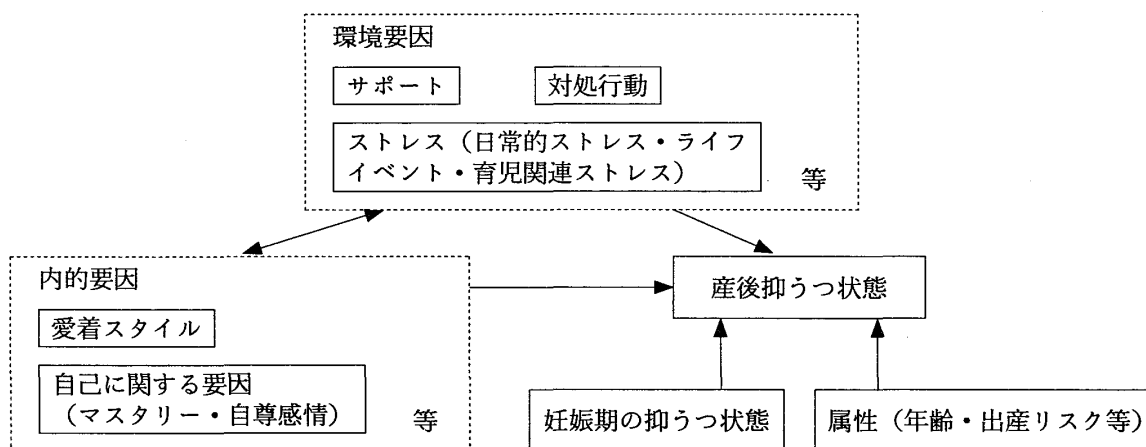 環境要因
サポート
対処行動
ストレス（日常的ストレス・ライフ
イベント・育児関連ストレス）
等
内的要因
愛着スタイル
自己に関する要因
（マスタリー・自尊感情）
等
産後抑うつ状態
妊娠期の抑うつ状態
属性（年齢・出産リスク等）